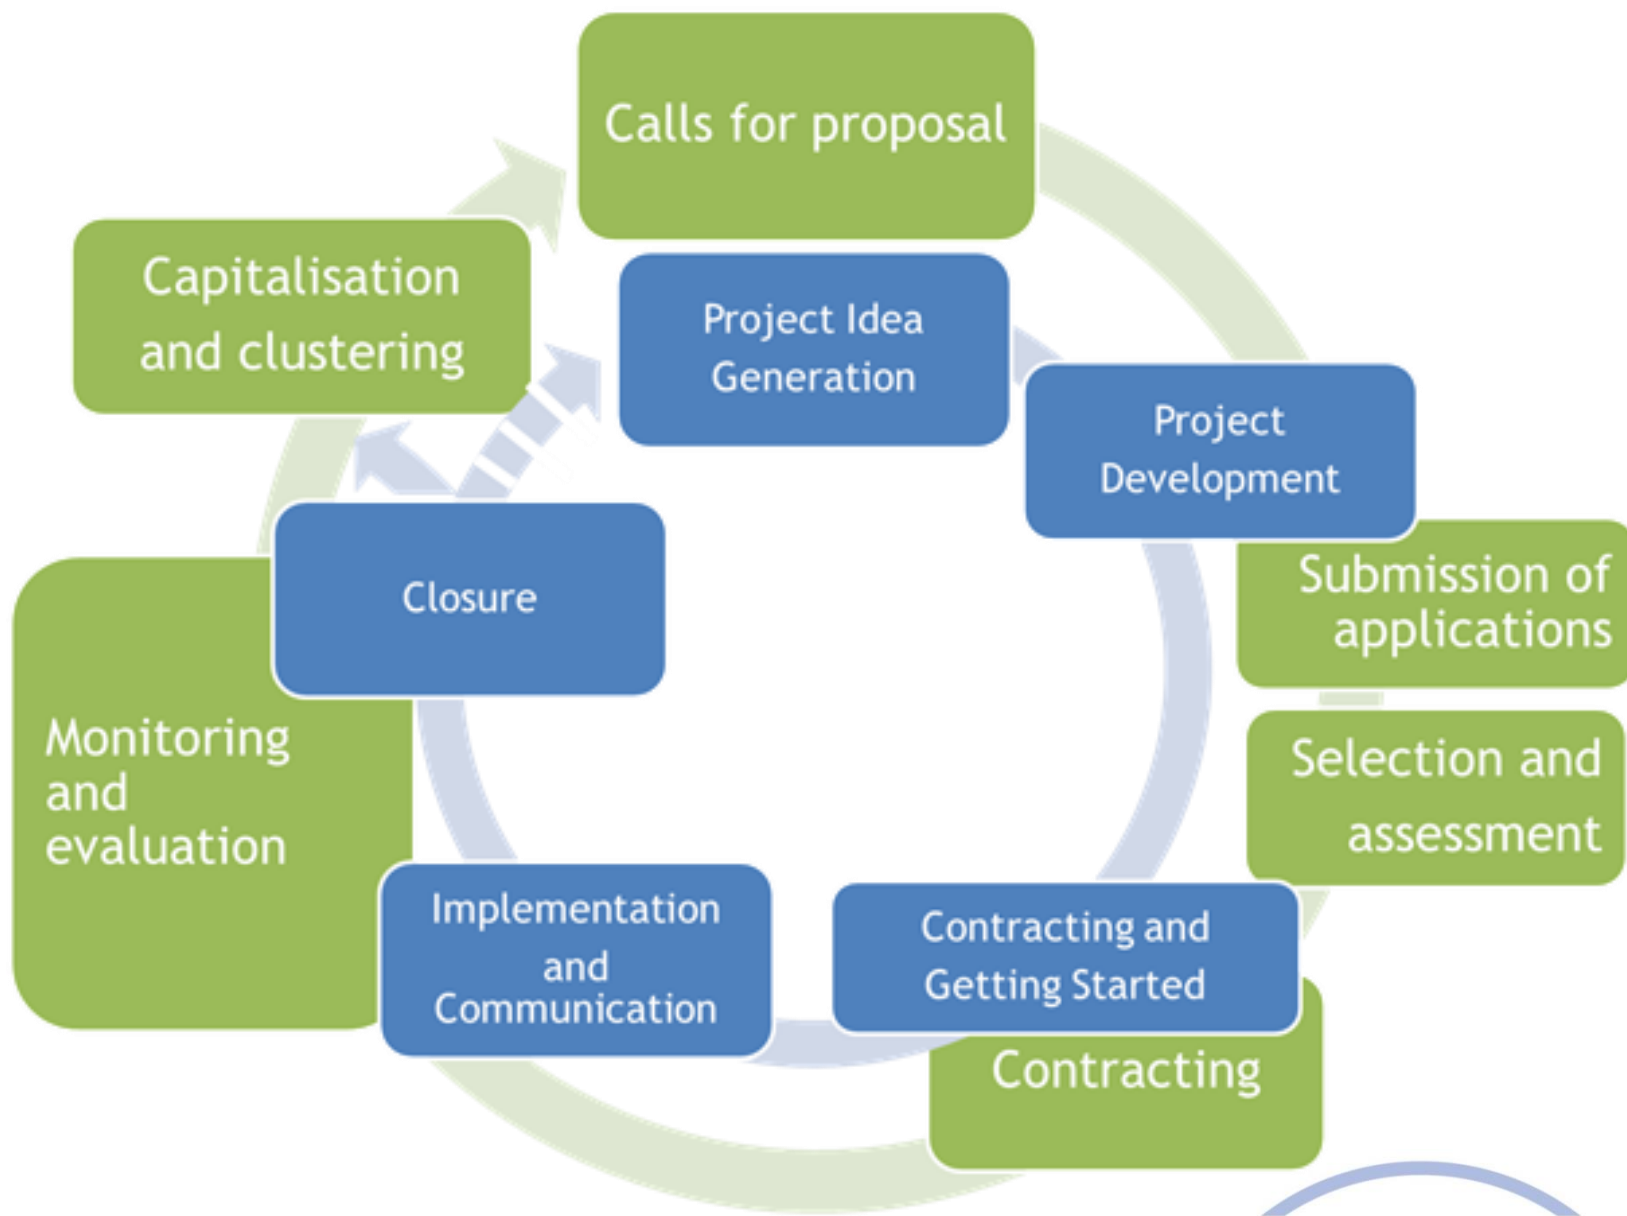 Calls for proposal
Capitalisation
and clustering
Project Idea
Generation
Project
Development
Submission of
applications
Closure
Monitoring
and
evaluation
Selection and
assessment
Implementation
and
Communication
Contracting and
Getting Started
Contracting